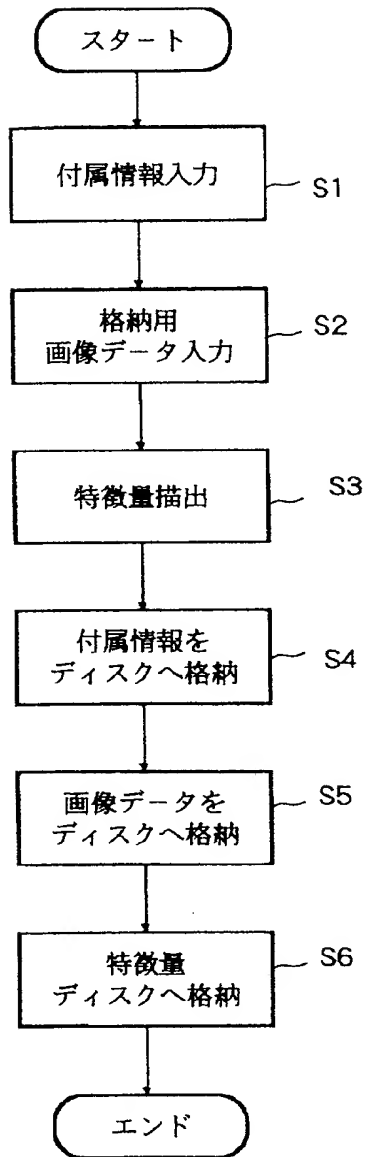 スタート
付属情報入力
S1
格納用
画像データ入力
S2
特徴量描出
S3
付属情報を
ディスクへ格納
S4
画像データを
ディスクへ格納
S5
特徴量
ディスクへ格納
S6
エンド